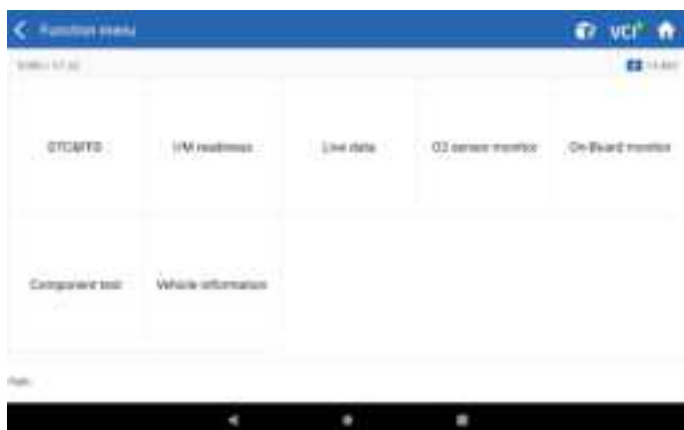 Function menu
VCI
DTC&FFD I/M readiness Live data O2 sensor monitor On-Board monitor
Component test Vehicle information